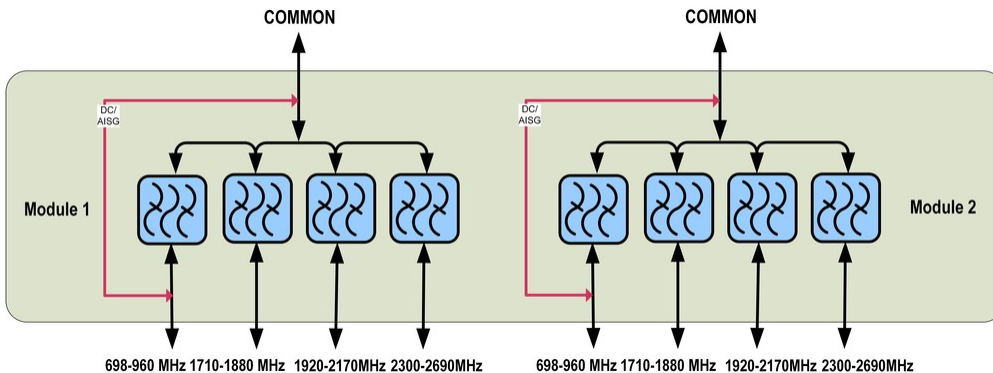 COMMON COMMON
DC/
AISG
DC/
AISG
Module 1
Module 2
698-960 MHz 1710-1880 MHz 1920-2170MHz 2300-2690MHz
698-960 MHz 1710-1880 MHz 1920-2170MHz 2300-2690MHz